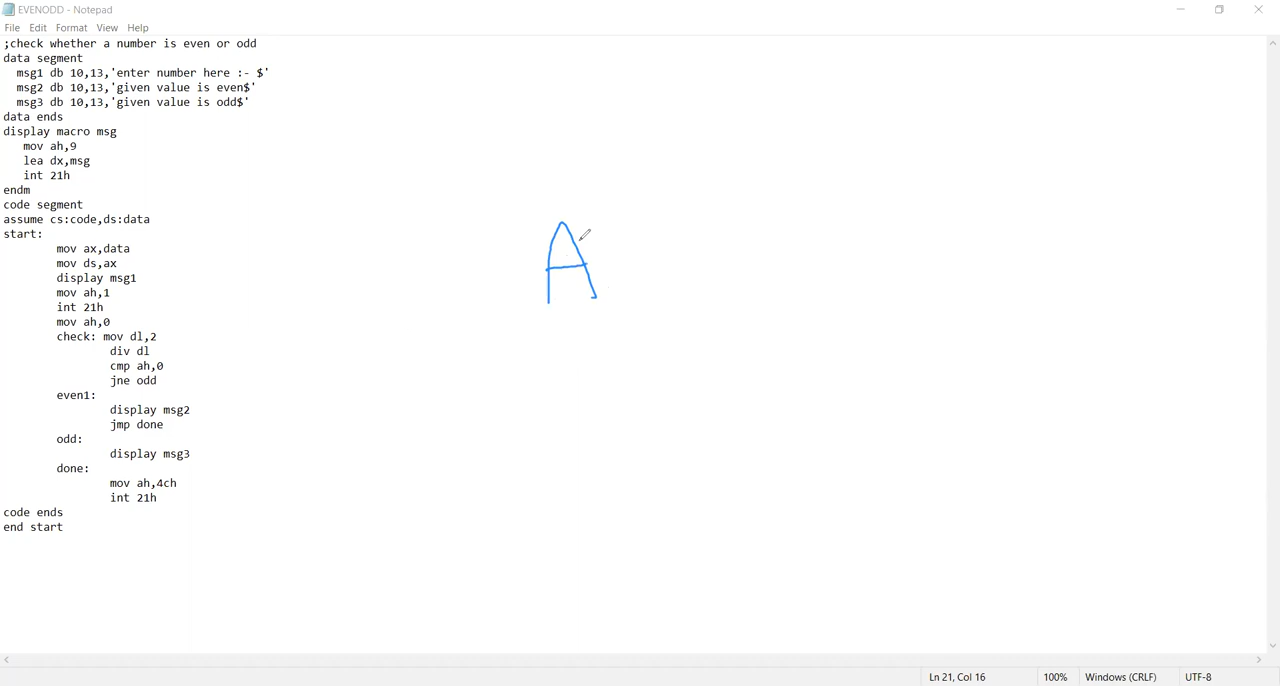 EVENODD - Notepad
File Edit Format View Help
;check whether a number is even or odd
data segment
msg1 db 10,13,'enter number here :- $'
msg2 db 10,13,'given value is even$'
msg3 db 10,13,'given value is odd$'
data ends
display macro msg
mov ah,9
lea dx,msg
int 21h
endm
code segment
assume cs:code,ds:data
start:
mov ax,data
mov ds,ax
display msg1
mov ah,1
int 21h
mov ah,0
check: mov dl,2
div dl
cmp ah,0
jne odd
even1:
display msg2
jmp done
odd:
display msg3
done:
mov ah,4ch
int 21h
code ends
end start
A
Ln 21, Col 16 100% Windows (CRLF) UTF-8